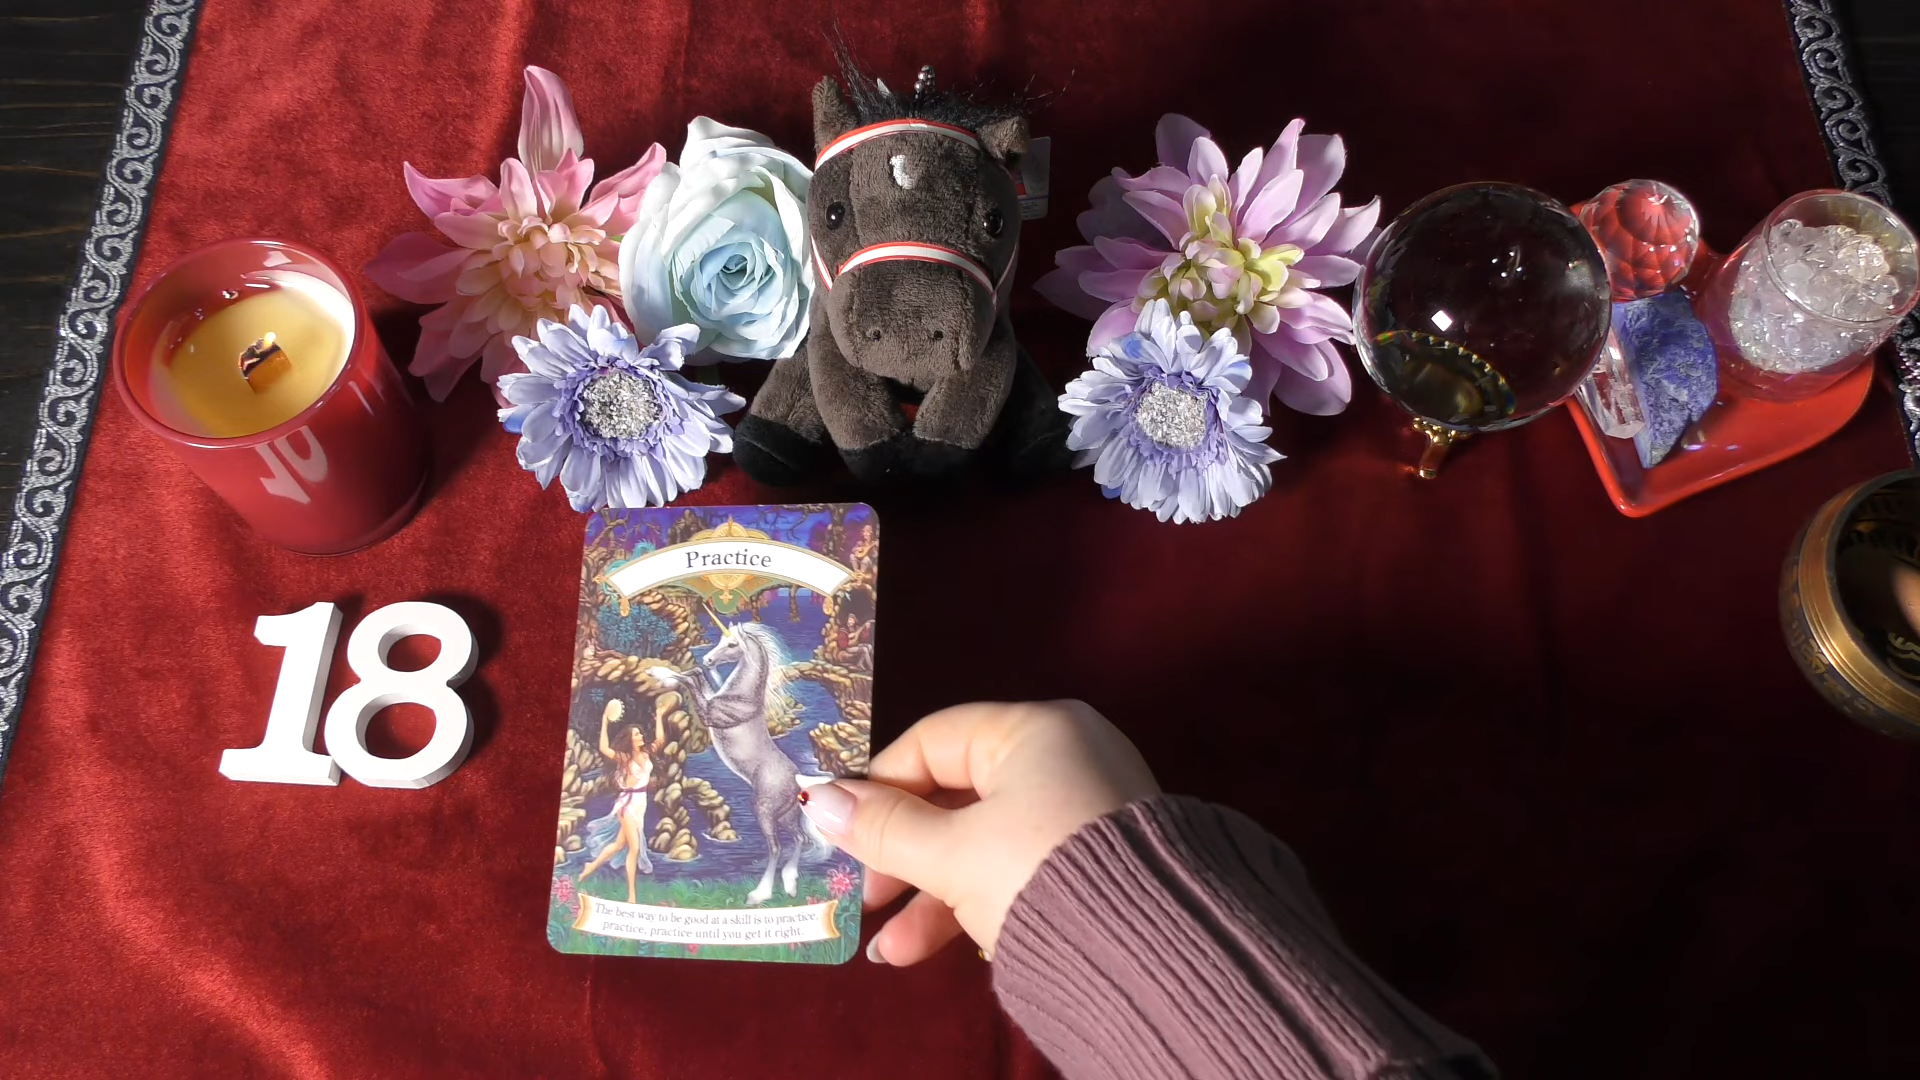 10
18
Practice
The best way to be good at a skill is to practice,
practice, practice until you get it right.